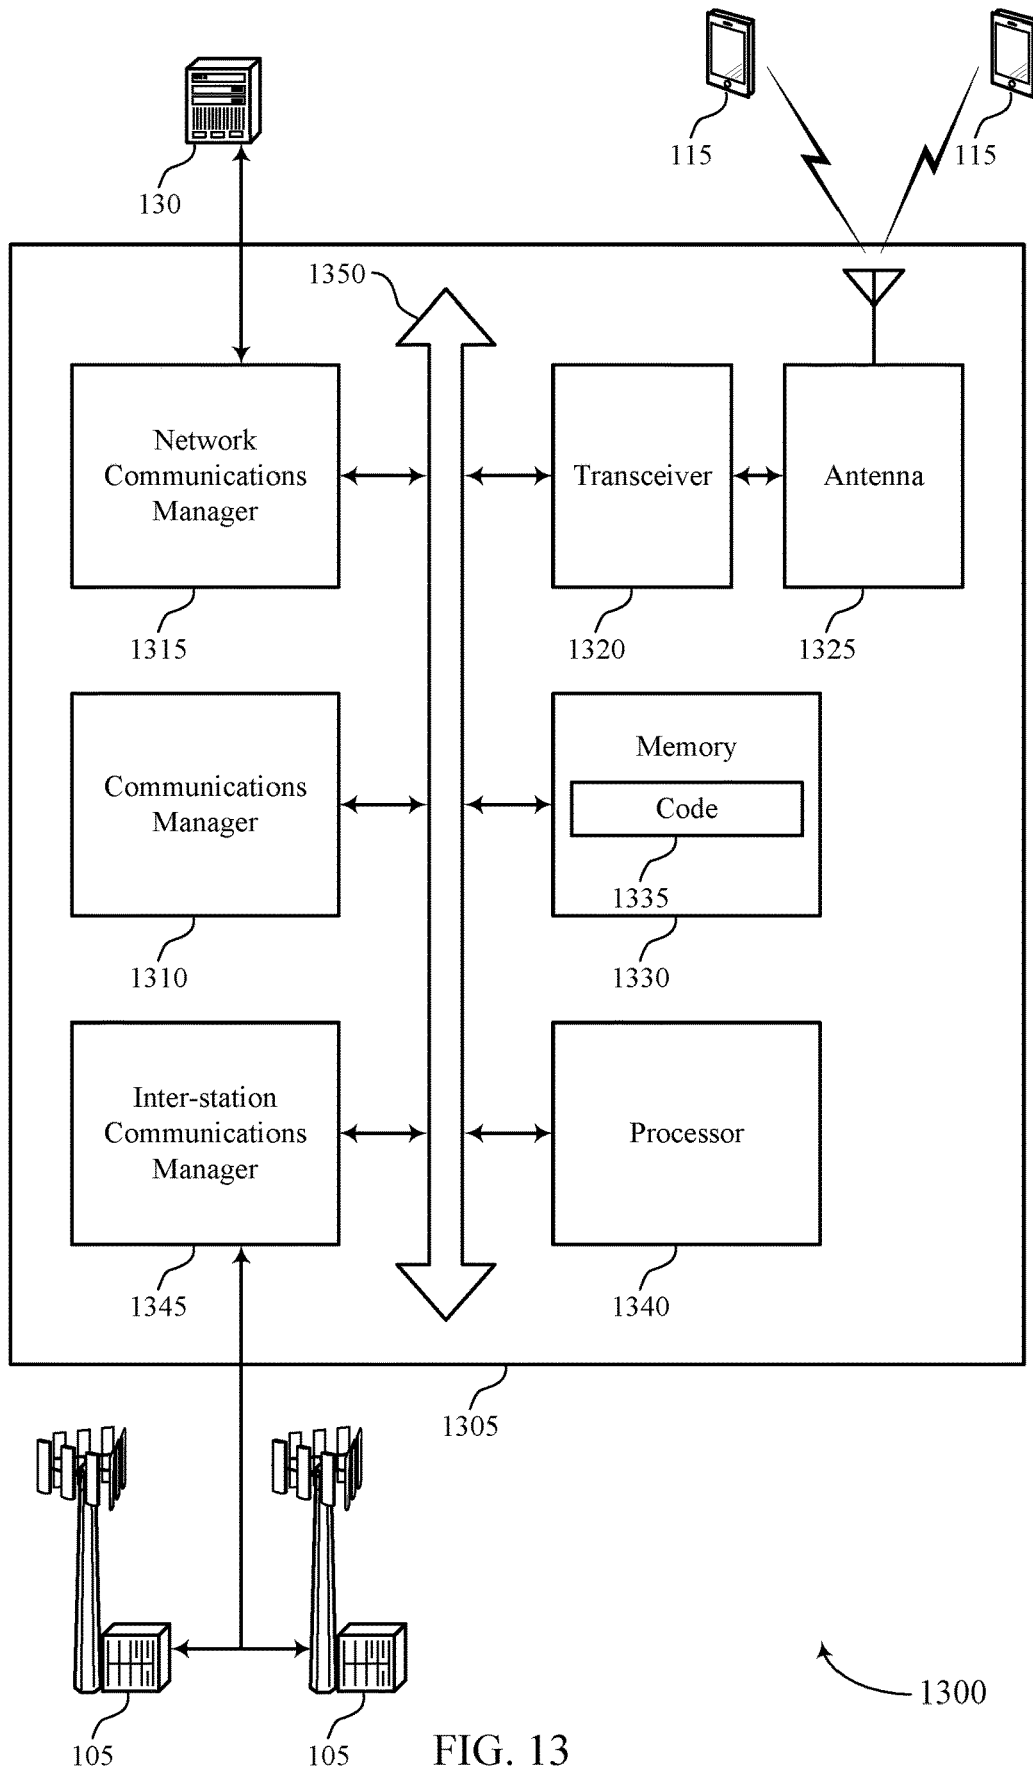 115
115
130
1350
Network
Communications
Manager
Transceiver
Antenna
1315
1320
1325
Communications
Manager
Memory
Code
1335
1310
1330
Inter-station
Communications
Manager
Processor
1345
1340
1305
1300
105
105
FIG. 13